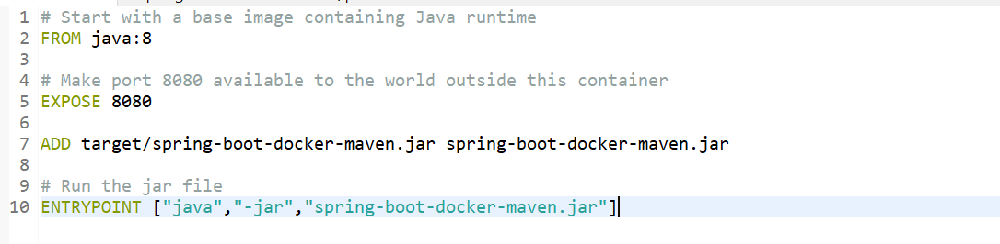 1 # Start with a base image containing Java runtime
2 FROM java:8
3
4 # Make port 8080 available to the world outside this container
5 EXPOSE 8080
6
7 ADD target/spring-boot-docker-maven.jar spring-boot-docker-maven.jar
8
9 # Run the jar file
10 ENTRYPOINT ["java","-jar","spring-boot-docker-maven.jar"]